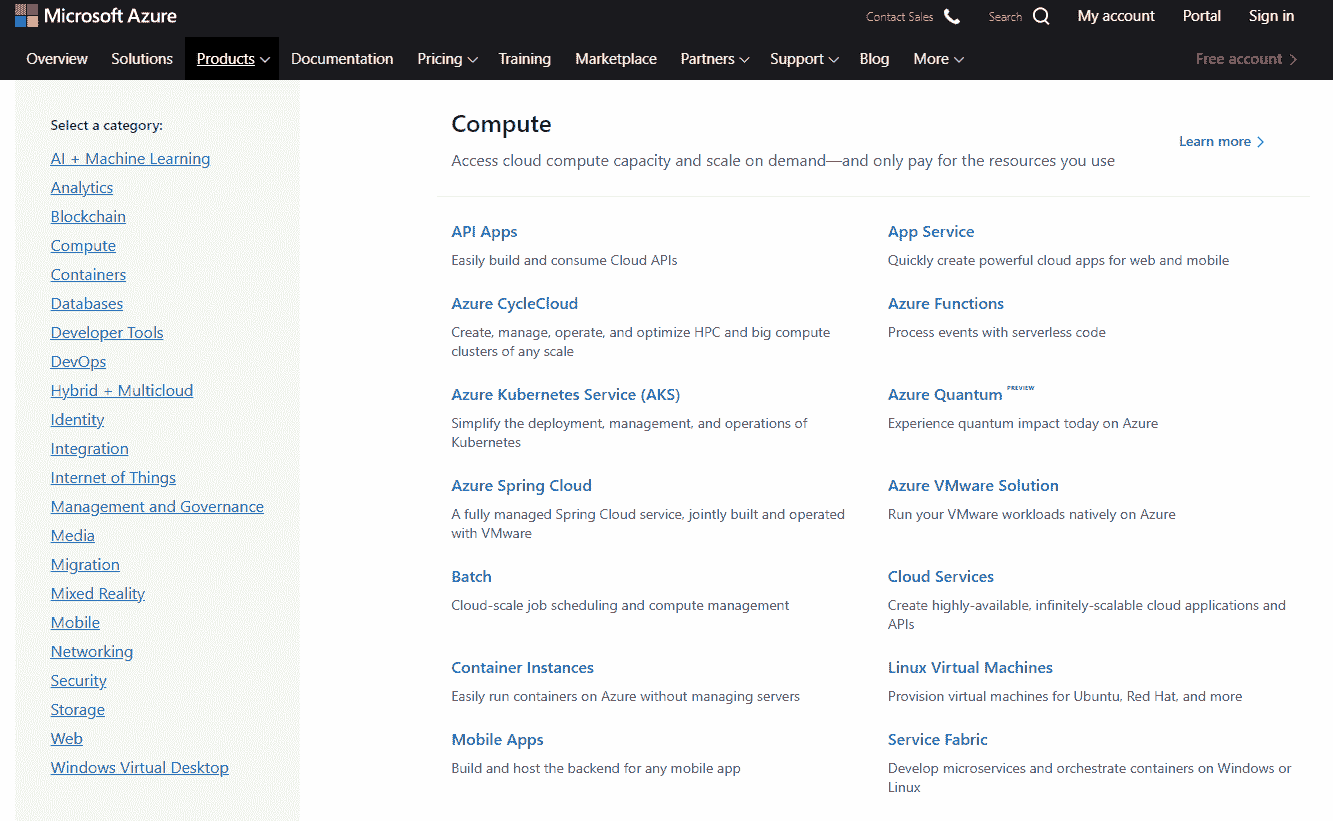 Microsoft Azure
Contact Sales
Search
My account
Portal
Sign in
Overview
Solutions
Products
Documentation
Pricing
Training
Marketplace
Partners
Support
Blog
More
Free account
Select a category:
AI + Machine Learning
Analytics
Blockchain
Compute
Containers
Databases
Developer Tools
DevOps
Hybrid + Multicloud
Identity
Integration
Internet of Things
Management and Governance
Media
Migration
Mixed Reality
Mobile
Networking
Security
Storage
Web
Windows Virtual Desktop
Compute
Access cloud compute capacity and scale on demand—and only pay for the resources you use
Learn more
API Apps
Easily build and consume Cloud APIs
App Service
Quickly create powerful cloud apps for web and mobile
Azure CycleCloud
Create, manage, operate, and optimize HPC and big compute
clusters of any scale
Azure Functions
Process events with serverless code
Azure Kubernetes Service (AKS)
Simplify the deployment, management, and operations of
Kubernetes
Azure Quantum PREVIEW
Experience quantum impact today on Azure
Azure Spring Cloud
A fully managed Spring Cloud service, jointly built and operated
with VMware
Azure VMware Solution
Run your VMware workloads natively on Azure
Batch
Cloud-scale job scheduling and compute management
Cloud Services
Create highly-available, infinitely-scalable cloud applications and
APIs
Container Instances
Easily run containers on Azure without managing servers
Linux Virtual Machines
Provision virtual machines for Ubuntu, Red Hat, and more
Mobile Apps
Build and host the backend for any mobile app
Service Fabric
Develop microservices and orchestrate containers on Windows or
Linux